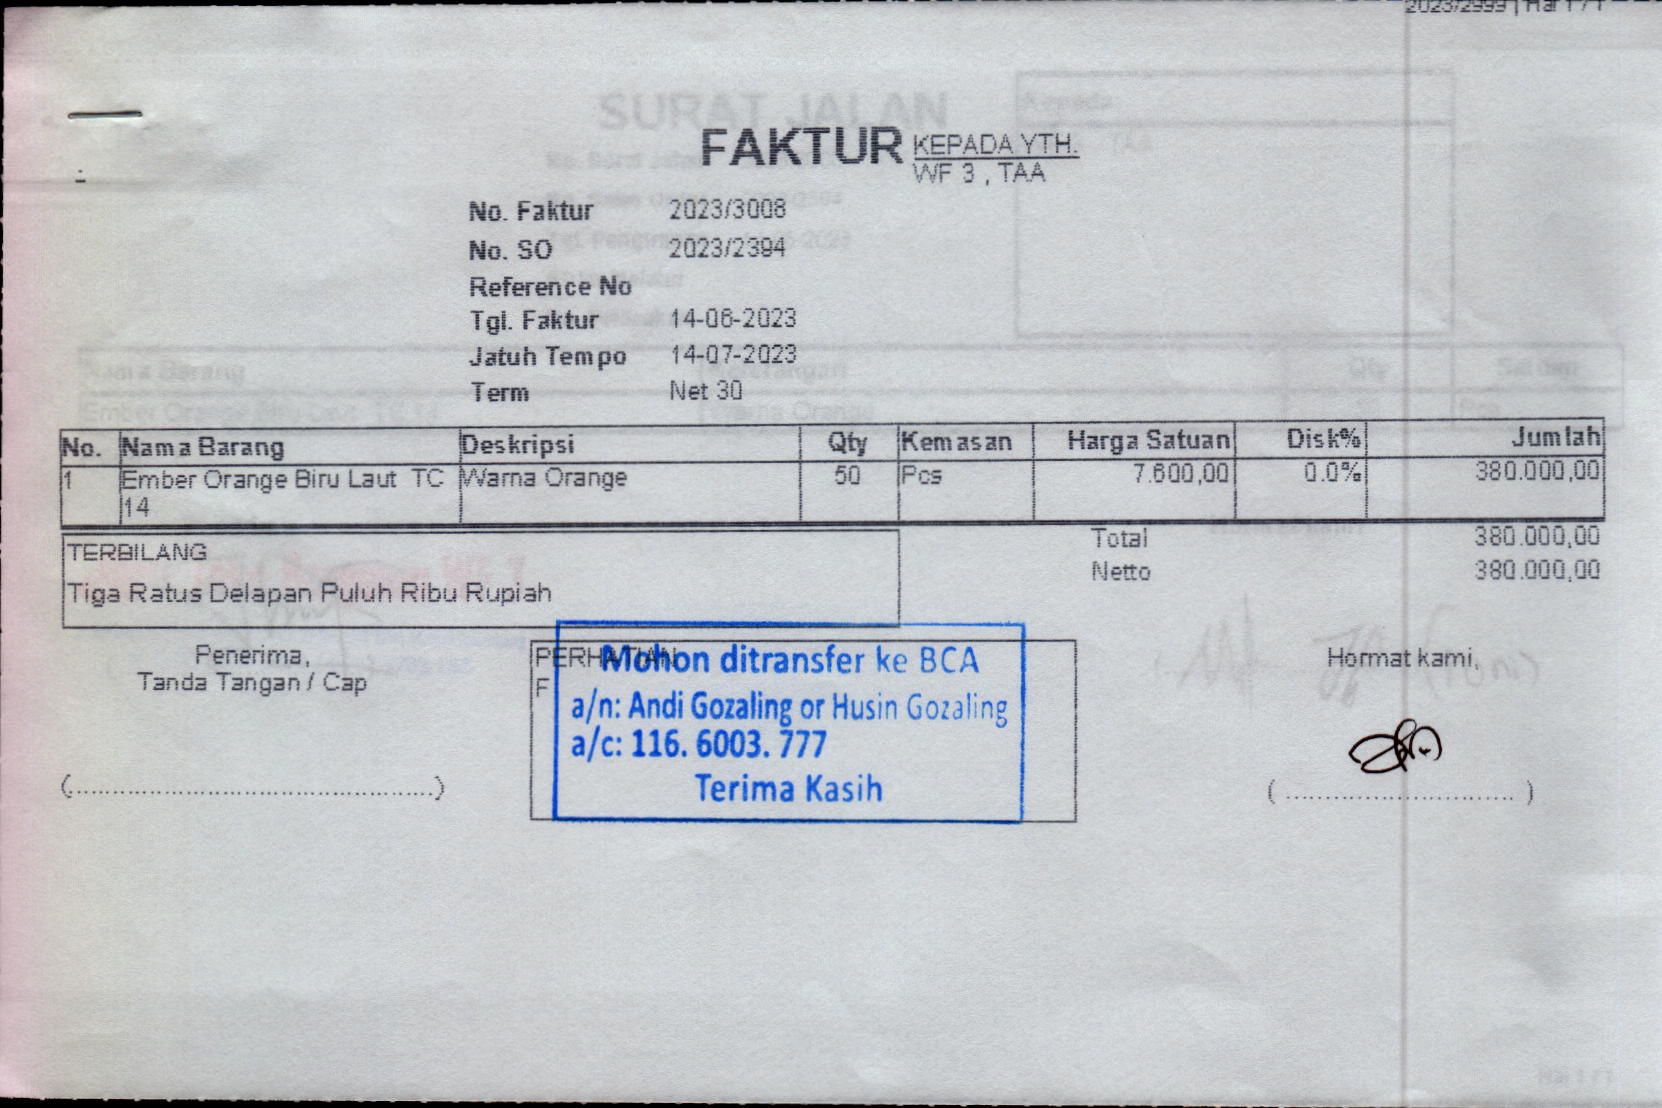 2023/2999 | Hal 1 / 1
SURAT JALAN
Kepada
FAKTUR
KEPADA YTH.
WF 3 , TAA
No. Faktur 2023/3008
No. SO 2023/2394
Reference No
Tgl. Faktur 14-06-2023
Jatuh Tempo 14-07-2023
Term Net 30
No. Nama Barang Deskripsi Qty Kemasan Harga Satuan Disk% Jumlah
1 Ember Orange Biru Laut TC Warna Orange 50 Pcs 7.600,00 0.0% 380.000,00
14
Total 380.000,00
Netto 380.000,00
TERBILANG
Tiga Ratus Delapan Puluh Ribu Rupiah
Penerima,
Tanda Tangan / Cap
(................................................)
PERHATIAN
F
Mohon ditransfer ke BCA
a/n: Andi Gozaling or Husin Gozaling
a/c: 116. 6003. 777
Terima Kasih
Hormat kami,
( ............................... )